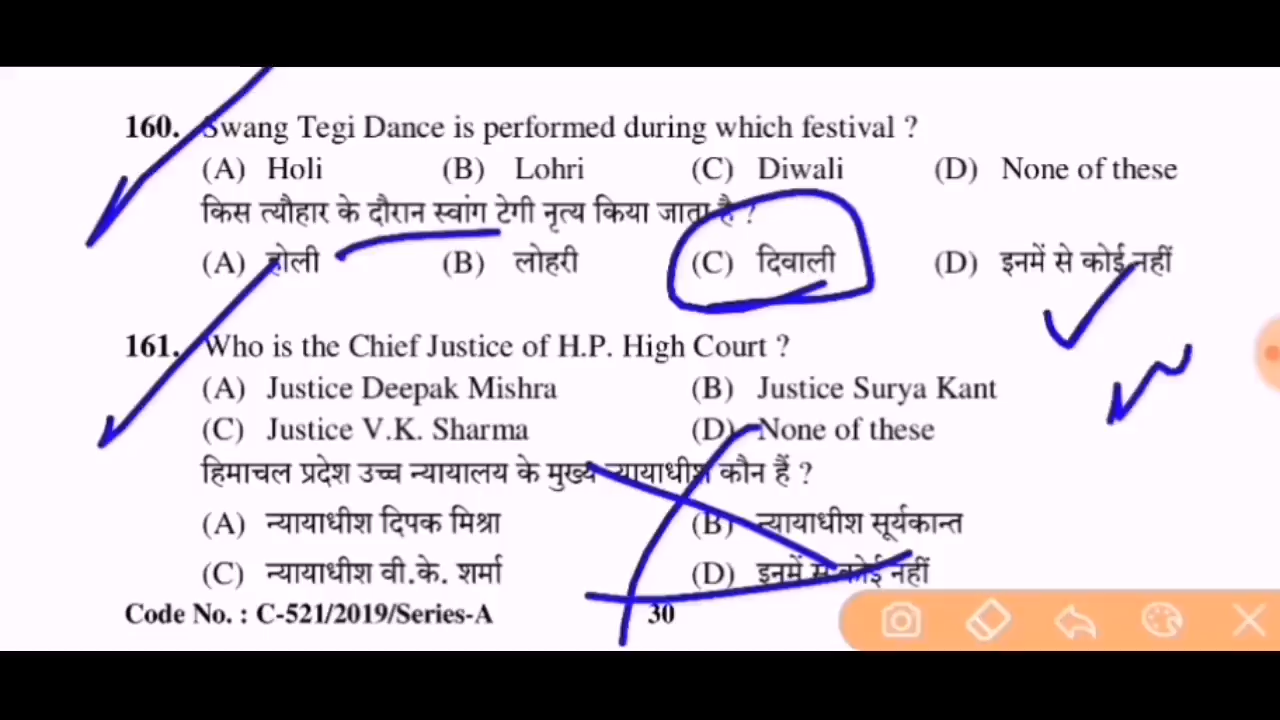 160. Swang Tegi Dance is performed during which festival ?
(A) Holi (B) Lohri (C) Diwali (D) None of these
किस त्यौहार के दौरान स्वांग टेगी नृत्य किया जाता है ?
(A) होली (B) लोहरी (C) दिवाली (D) इनमें से कोई नहीं
161. Who is the Chief Justice of H.P. High Court ?
(A) Justice Deepak Mishra (B) Justice Surya Kant
(C) Justice V.K. Sharma (D) None of these
हिमाचल प्रदेश उच्च न्यायालय के मुख्य न्यायाधीश कौन हैं ?
(A) न्यायाधीश दिपक मिश्रा (B) न्यायाधीश सूर्यकान्त
(C) न्यायाधीश वी.के. शर्मा (D) इनमें से कोई नहीं
Code No. : C-521/2019/Series-A 30